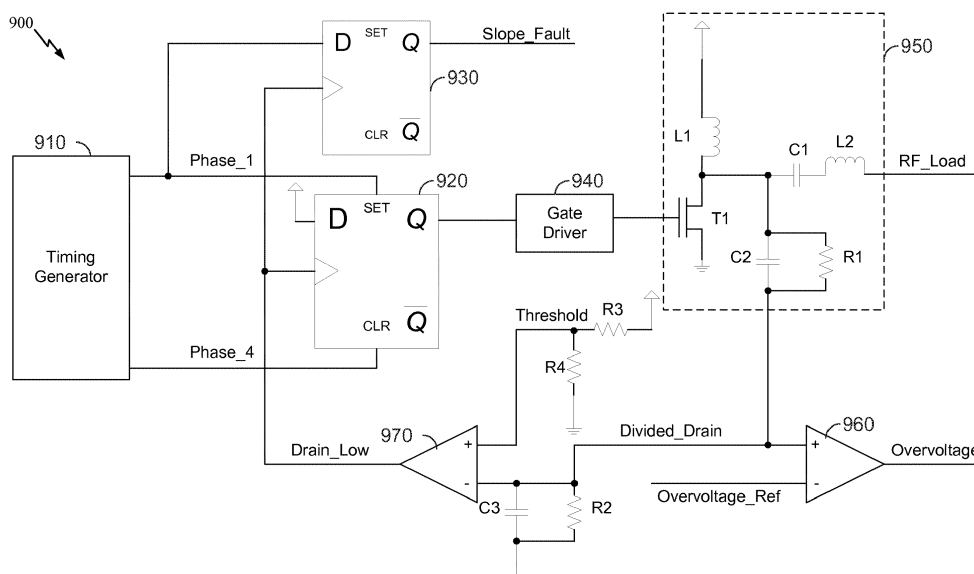 900
D
SET
Q
Slope_Fault
930
CLR
Q
950
910
Phase_1
920
940
L1
C1
L2
RF_Load
D
SET
Q
Gate
Driver
T1
Timing
Generator
C2
R1
Q
CLR
Threshold
R3
Phase_4
R4
970
Drain_Low
+
-
Divided_Drain
960
+
-
Overvoltage
Overvoltage_Ref
C3
R2